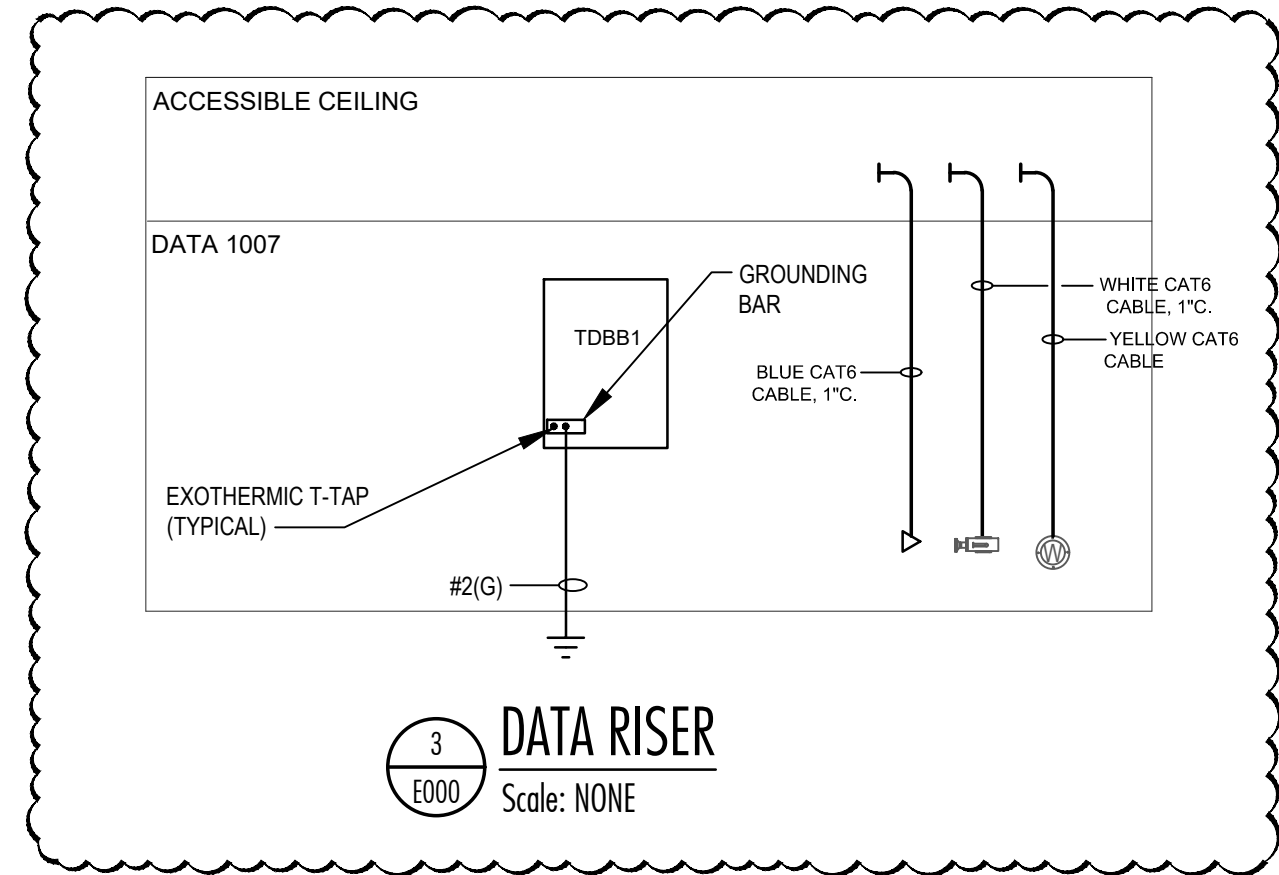 ACCESSIBLE CEILING
DATA 1007
GROUNDING
BAR
TDBB1
WHITE CAT6
CABLE, 1"C.
YELLOW CAT6
CABLE
BLUE CAT6
CABLE, 1"C.
EXOTHERMIC T-TAP
(TYPICAL)
#2(G)
W
3
E000
DATA RISER
Scale: NONE